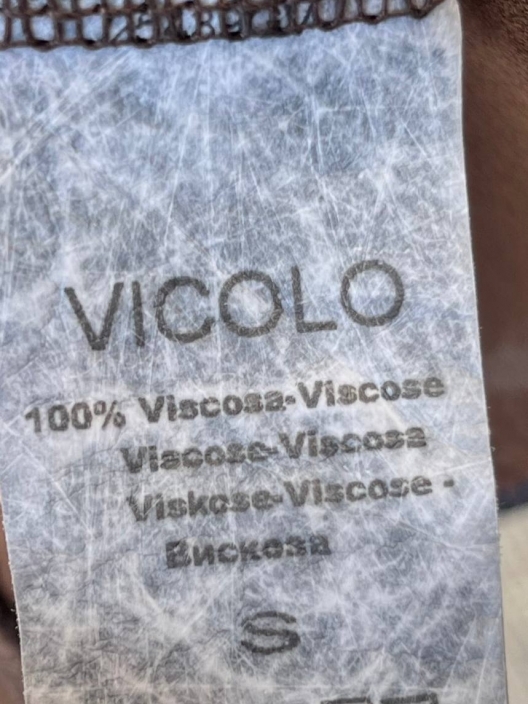 VICOLO
100% Viscosa-Viscose
Viscose-Viscosa
Viskose-Viscose -
Вискоза
S